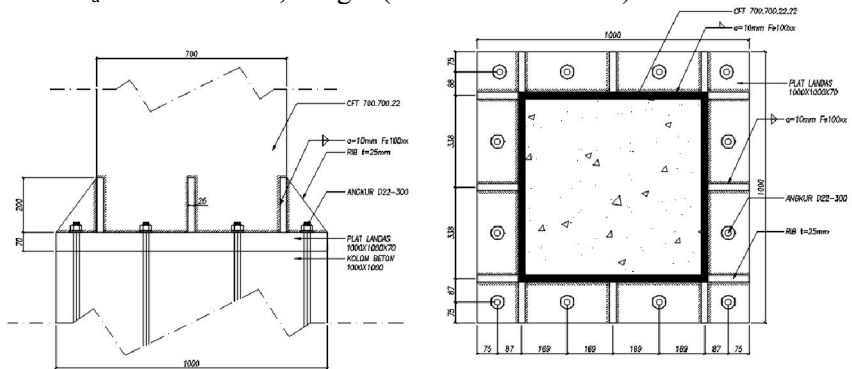 700
CFT 700.700.22
a=10mm Fe100xx
RIB t=25mm
200
ANGKUR D22-300
70
PLAT LANDAS
1000X1000X70
KOLOM BETON
1000X1000
1000
CFT 700.700.22.22
a=10mm Fe100xx
1000
75
88
PLAT LANDAS
1000X1000X70
a=10mm Fe100xx
338
1000
ANGKUR D22-300
338
RIB t=25mm
87
75
75 87 169 169 169 169 87 75